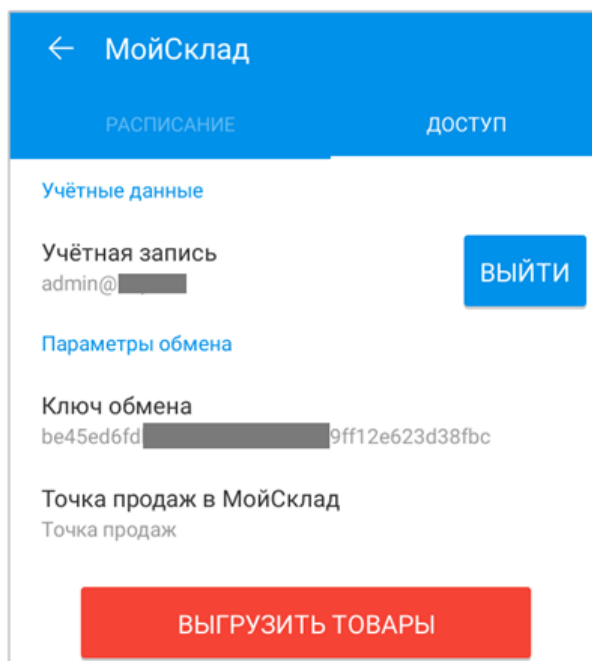 МойСклад
РАСПИСАНИЕ ДОСТУП
Учётные данные
Учётная запись
admin@
ВЫЙТИ
Параметры обмена
Ключ обмена
be45ed6fd 9ff12e623d38fbc
Точка продаж в МойСклад
Точка продаж
ВЫГРУЗИТЬ ТОВАРЫ